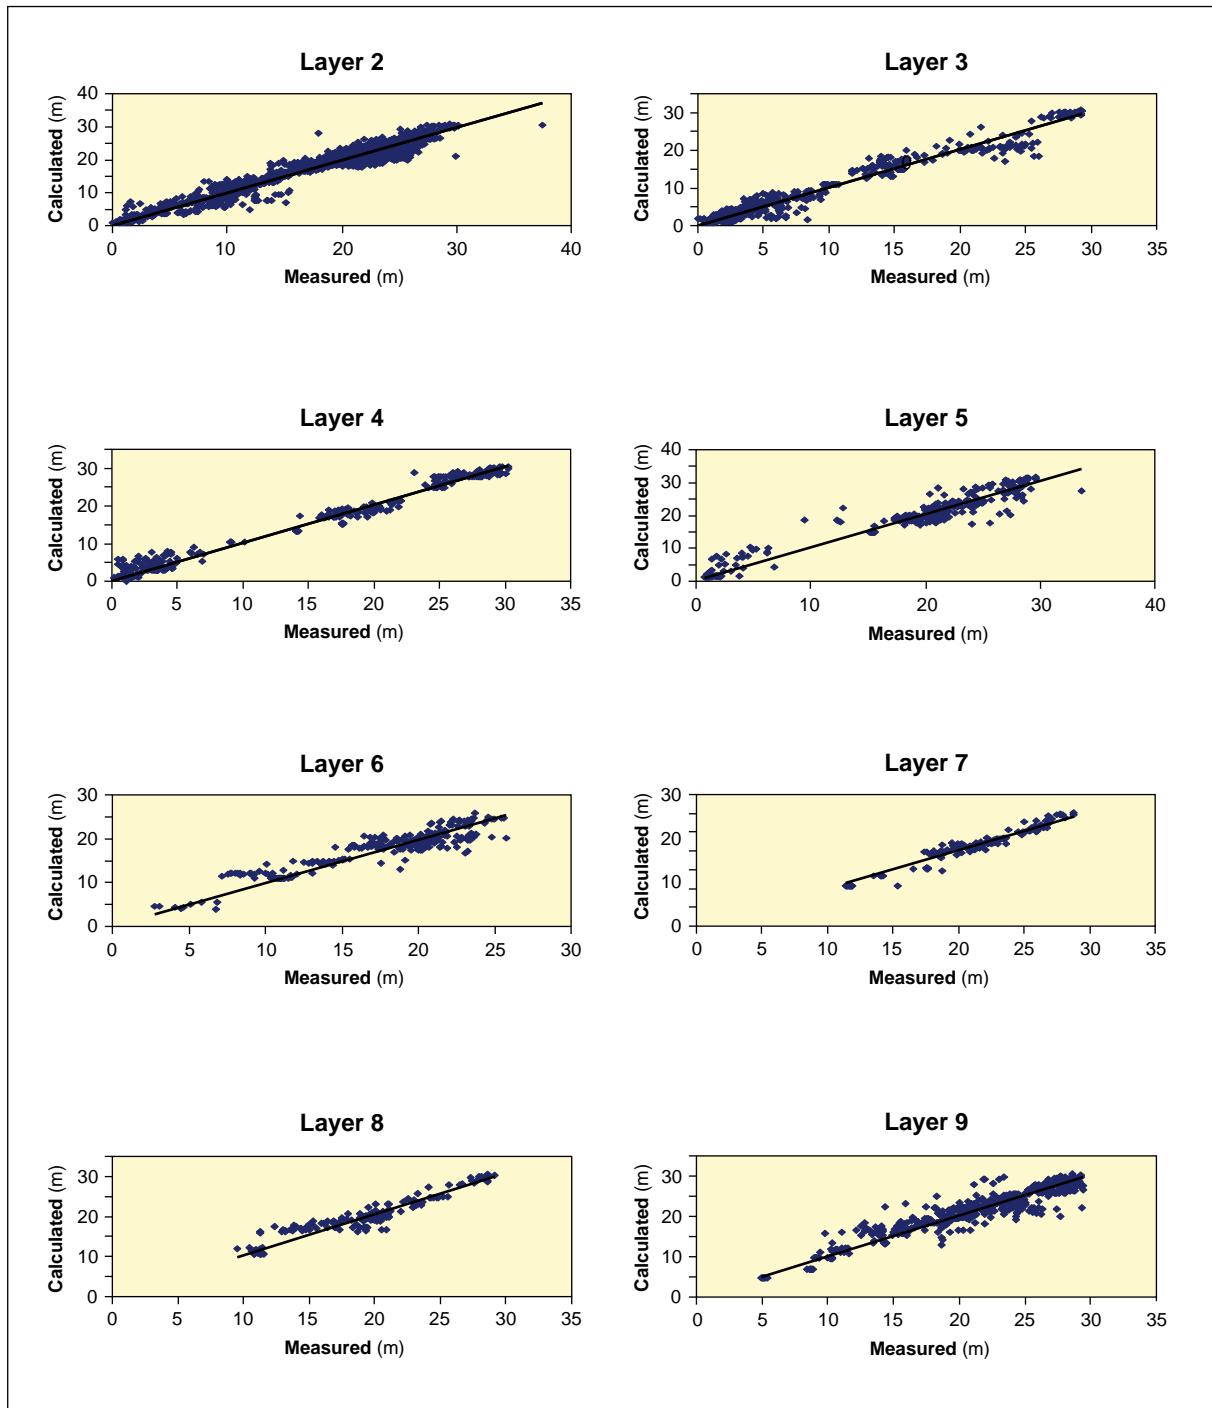 Layer 2
Calculated (m)
40
30
20
10
0
0 10 20 30 40
Measured (m)
Layer 3
Calculated (m)
30
20
10
0
0
0 5 10 15 20 25 30 35
Measured (m)
Layer 4
Calculated (m)
30
20
10
0
0 5 10 15 20 25 30 35
Measured (m)
Layer 5
Calculated (m)
40
30
20
10
0
0 10 20 30 40
Measured (m)
Layer 6
Calculated (m)
30
20
10
0
0 5 10 15 20 25 30
Measured (m)
Layer 7
Calculated (m)
30
20
10
0
0 5 10 15 20 25 30 35
Measured (m)
Layer 8
Calculated (m)
30
20
10
0
0 5 10 15 20 25 30 35
Measured (m)
Layer 9
Calculated (m)
30
20
10
0
0 5 10 15 20 25 30 35
Measured (m)